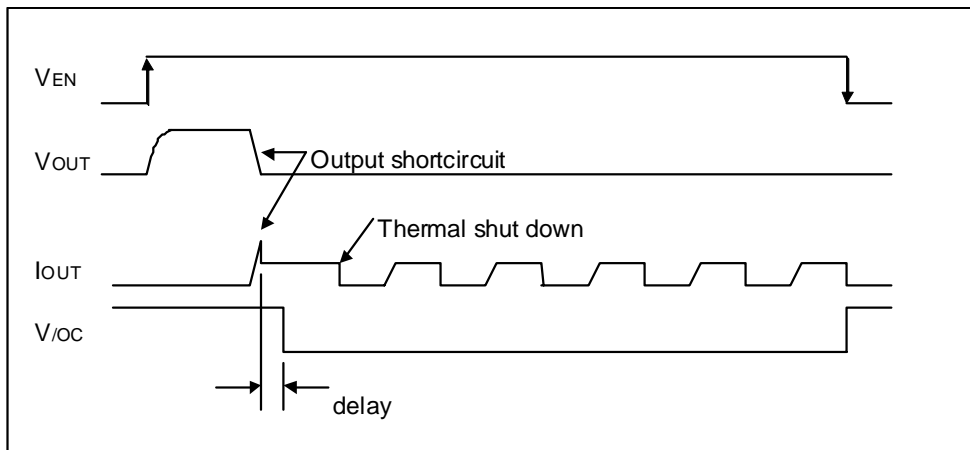 VEN
VOUT
Output shortcircuit
Thermal shut down
IOUT
V/OC
delay